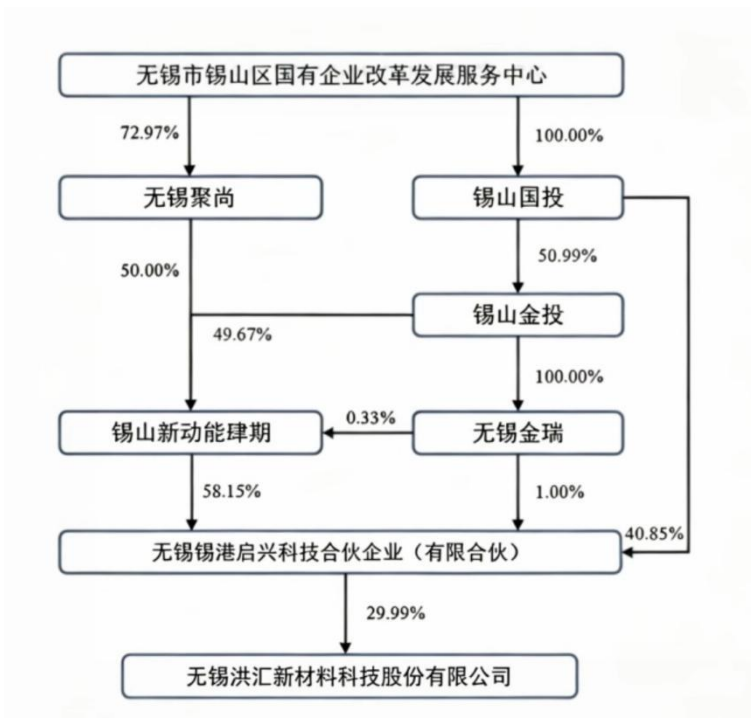 无锡市锡山区国有企业改革发展服务中心
72.97%
100.00%
无锡聚尚
锡山国投
50.00%
50.99%
锡山金投
49.67%
100.00%
锡山新动能肆期
0.33%
无锡金瑞
58.15%
1.00%
40.85%
无锡锡港启兴科技合伙企业（有限合伙）
29.99%
无锡洪汇新材料科技股份有限公司